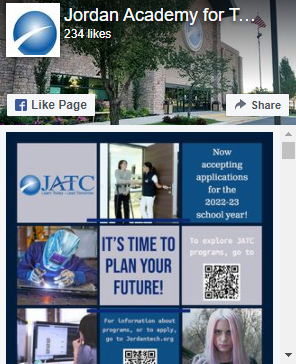 Jordan Academy for T...
234 likes
Like Page
Share
JATC
Learn Today - Lead Tomorrow
Now
accepting
applications
for the
2022-23
school year!
IT'S TIME TO
PLAN YOUR
FUTURE!
To explore JATC
programs, go to
For information about
programs, or to apply,
go to Jordantech.org